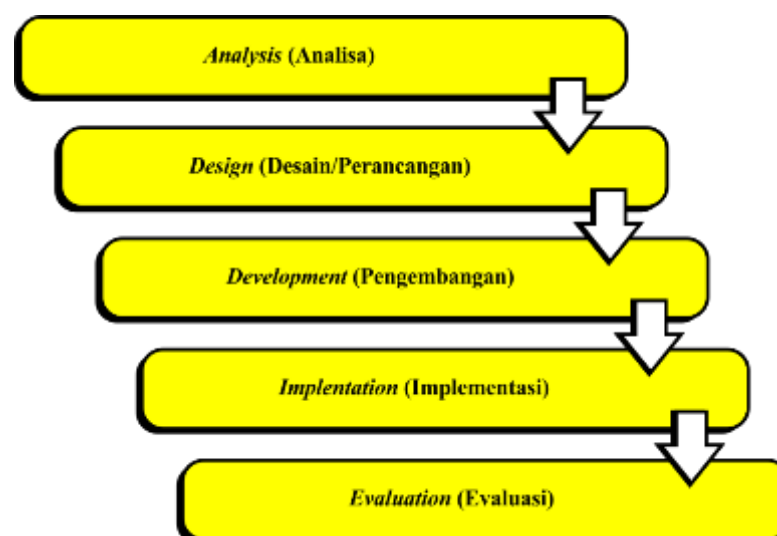 Analysis (Analisa)
Design (Desain/Perancangan)
Development (Pengembangan)
Implentation (Implementasi)
Evaluation (Evaluasi)